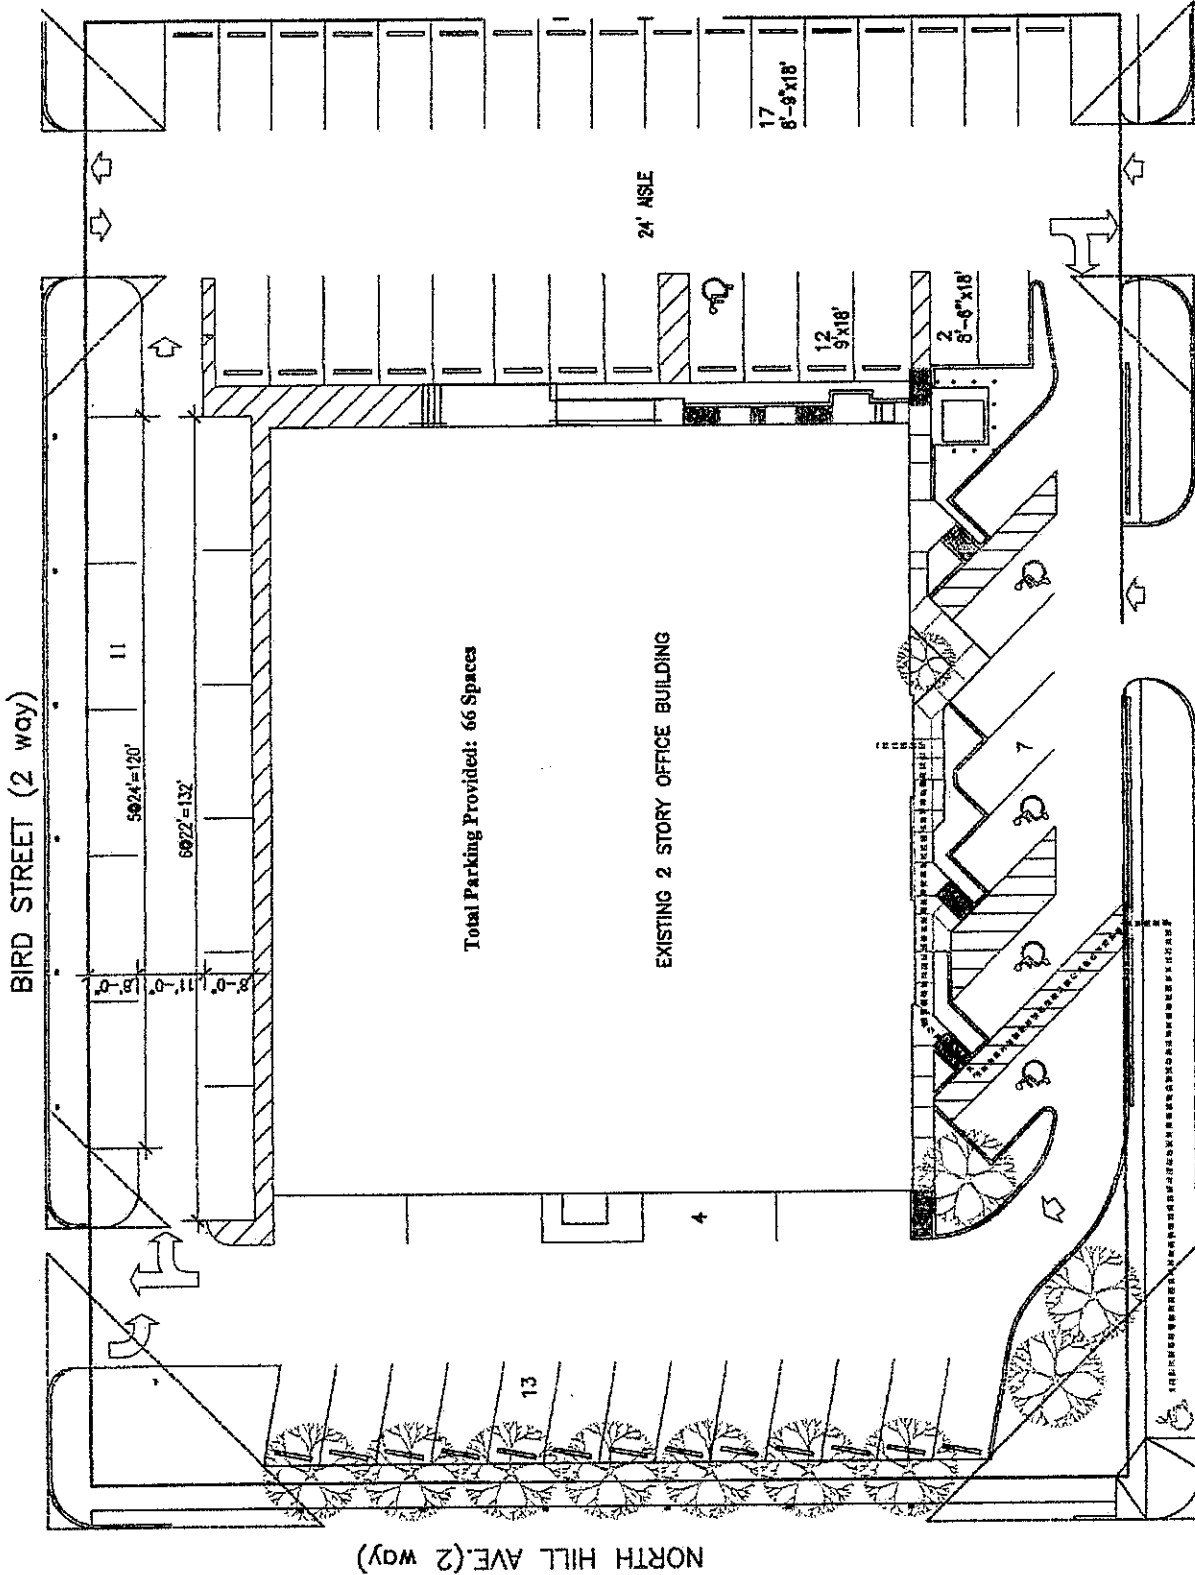 BIRD STREET (2 way)
11
5@24'=120'
6@22'=132'
8'-0"
11'-0"
8'-0"
17
8'-9"x18'
24' AISLE
12
9'x18'
2
8'-6"x18'
Total Parking Provided: 66 Spaces
EXISTING 2 STORY OFFICE BUILDING
7
4
13
NORTH HILL AVE.(2 way)